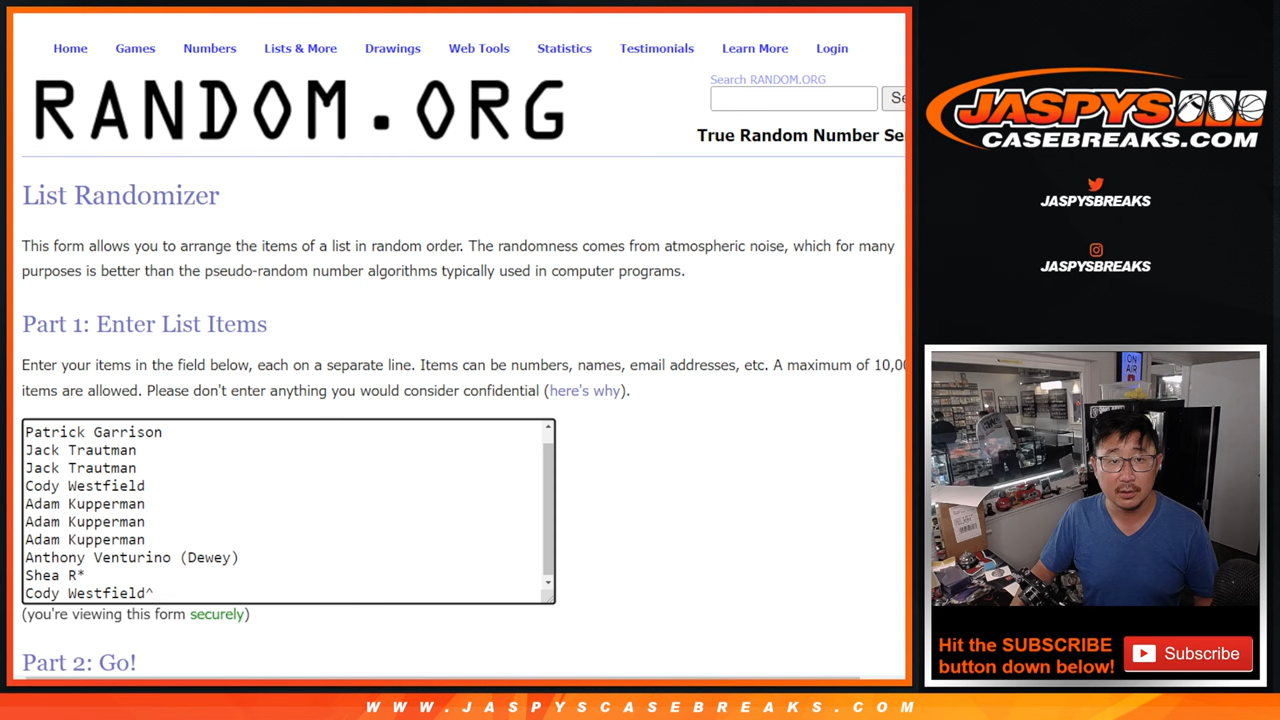 Home Games Numbers Lists & More Drawings Web Tools Statistics Testimonials Learn More Login
RANDOM.ORG
Search RANDOM.ORG
Se
True Random Number Se
List Randomizer
This form allows you to arrange the items of a list in random order. The randomness comes from atmospheric noise, which for many
purposes is better than the pseudo-random number algorithms typically used in computer programs.
Part 1: Enter List Items
Enter your items in the field below, each on a separate line. Items can be numbers, names, email addresses, etc. A maximum of 10,00
items are allowed. Please don't enter anything you would consider confidential (here's why).
Patrick Garrison
Jack Trautman
Jack Trautman
Cody Westfield
Adam Kupperman
Adam Kupperman
Adam Kupperman
Anthony Venturino (Dewey)
Shea R*
Cody Westfield^
(you're viewing this form securely)
Part 2: Go!
JASPYS
CASEBREAKS.COM
JASPYSBREAKS
JASPYSBREAKS
ON
AIR
Hit the SUBSCRIBE
button down below!
Subscribe
WWW.JASPYSCASEBREAKS.COM